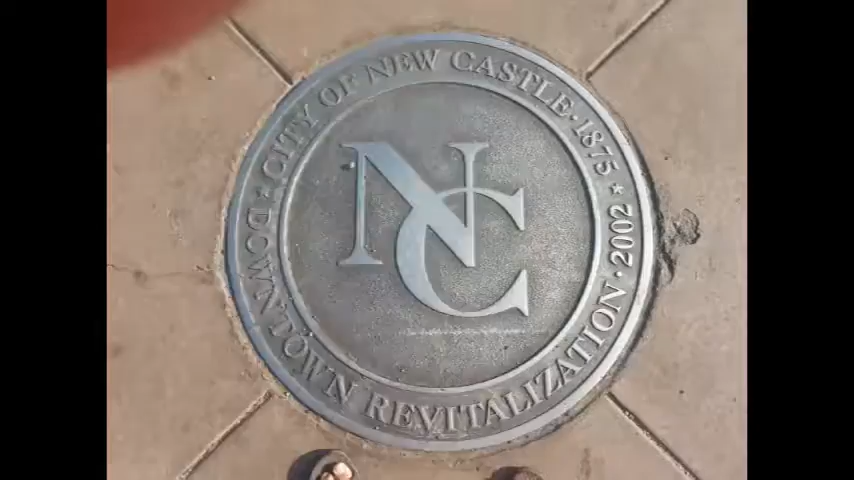 CITY OF NEW CASTLE · 1875 *
DOWNTOWN REVITALIZATION · 2002
NC